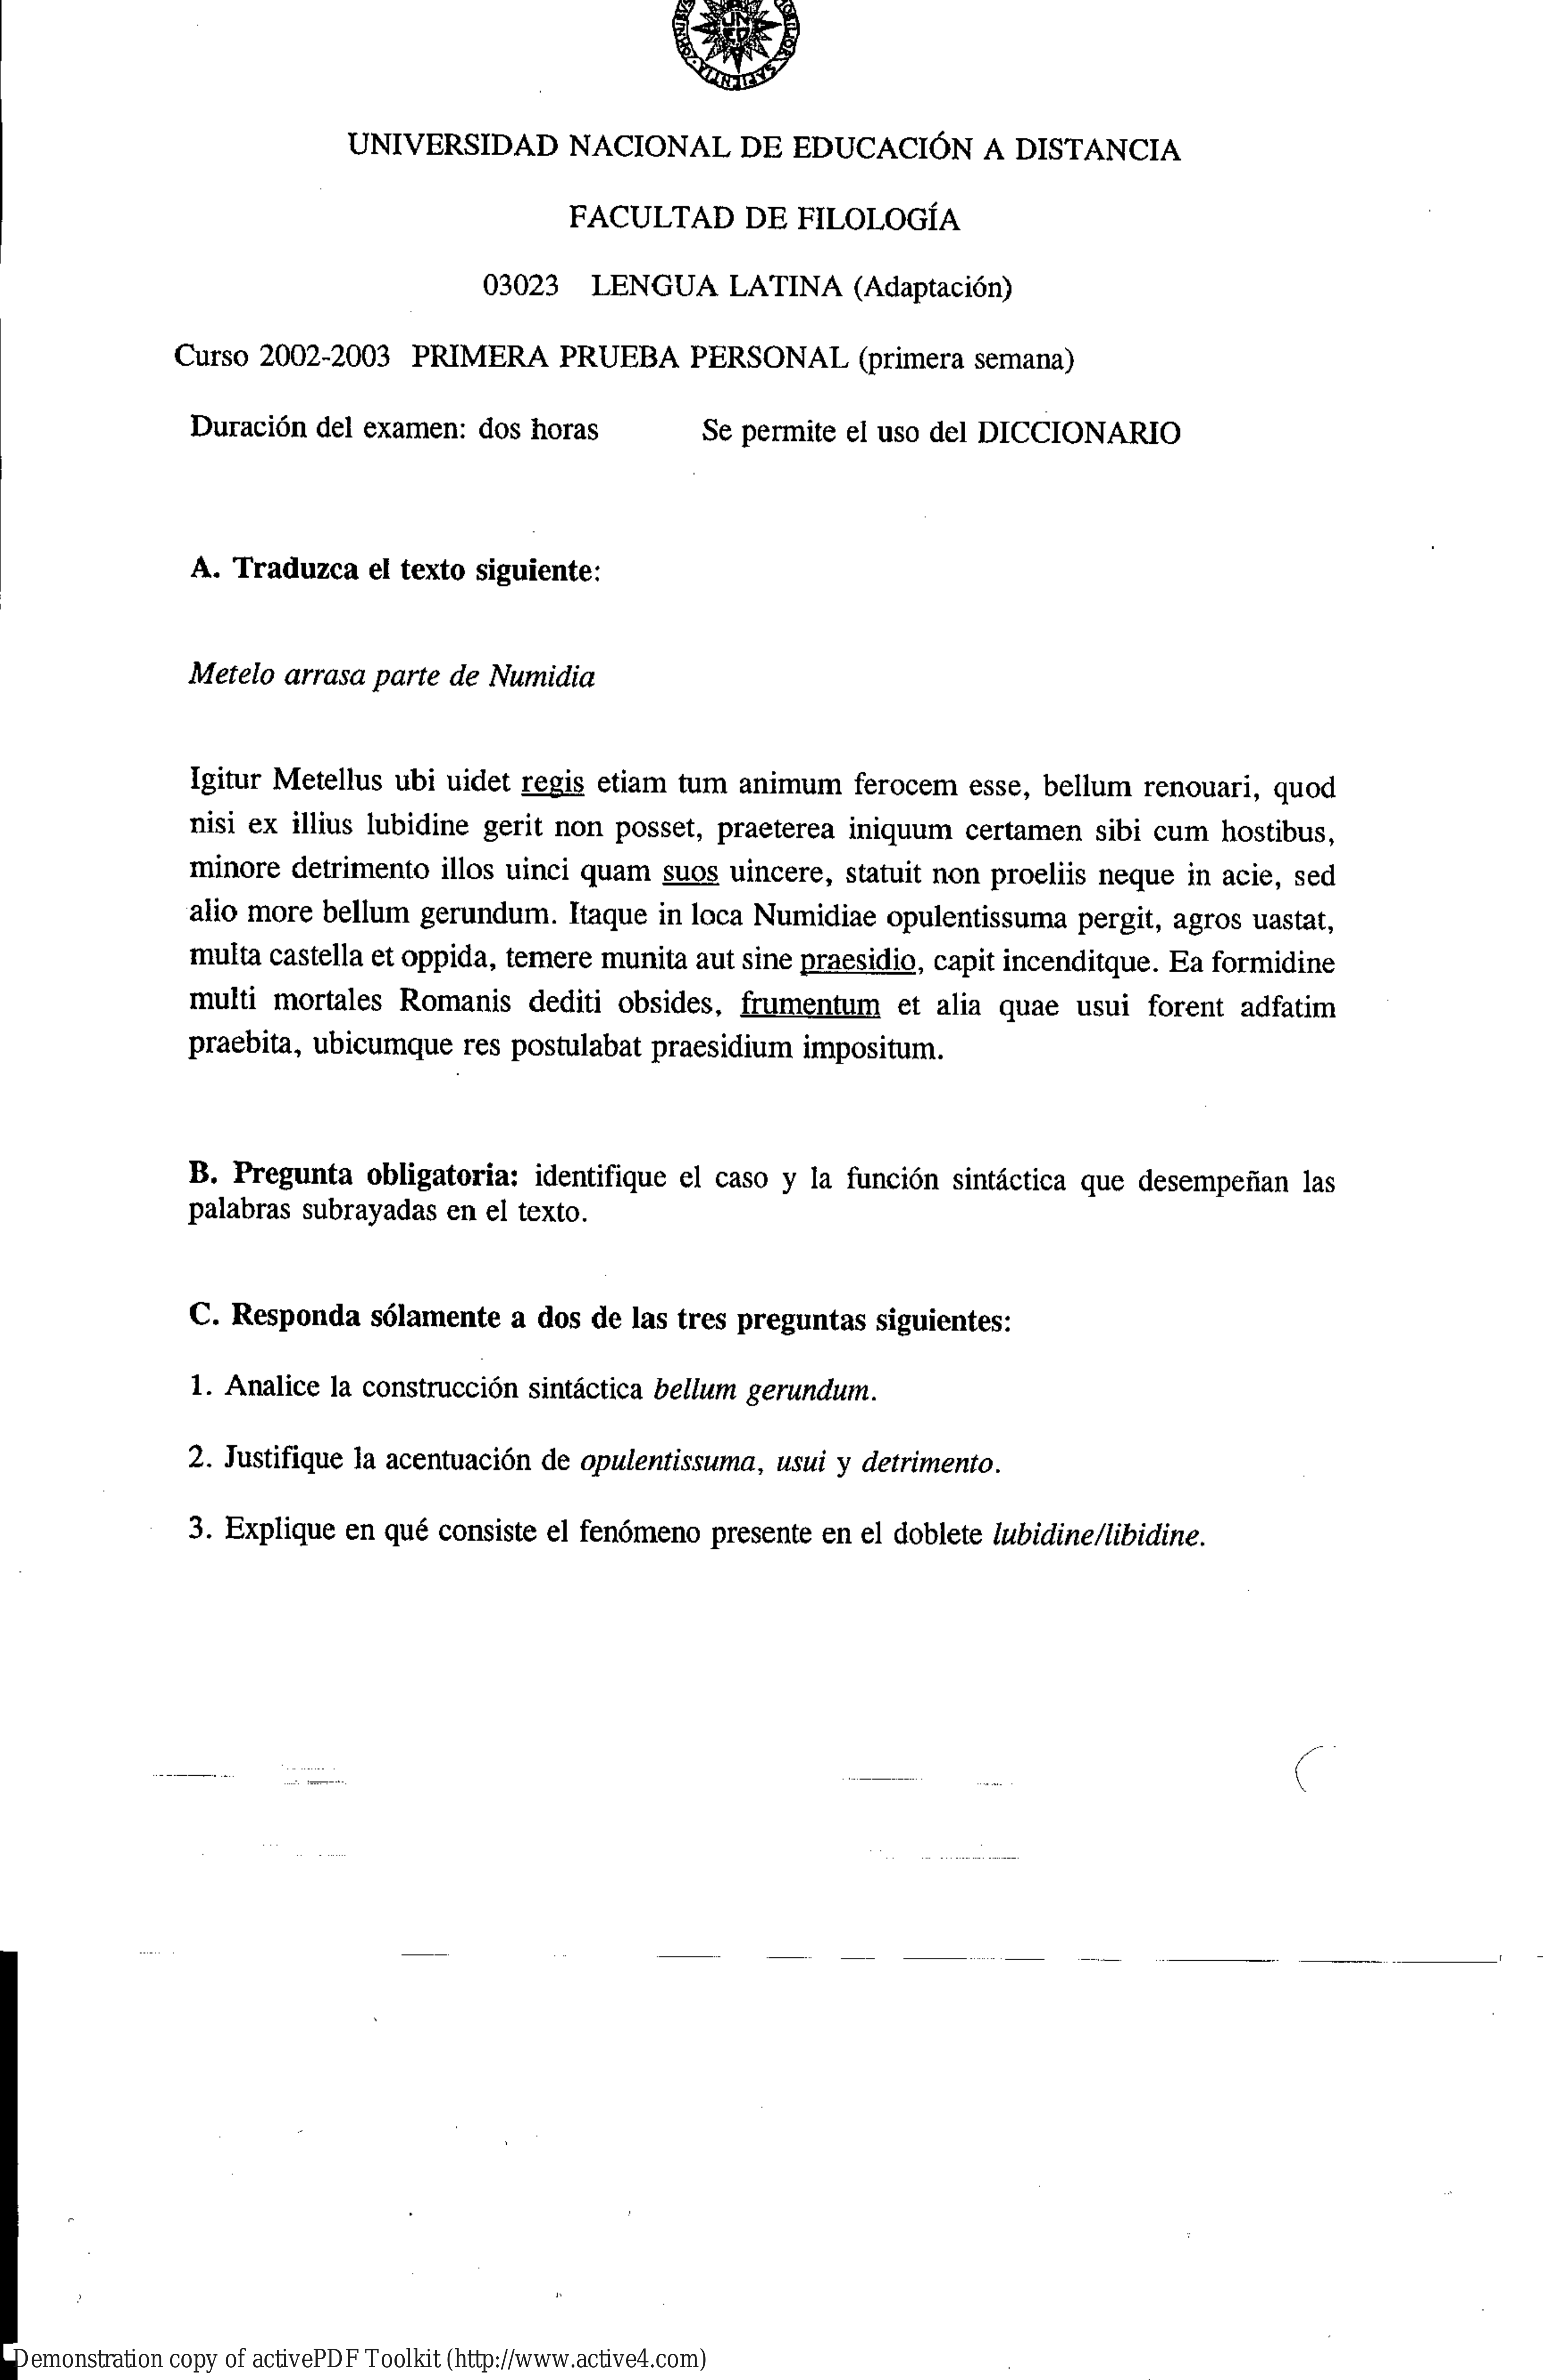 UN
ED
SAPIENTIA
UNIVERSIDAD NACIONAL DE EDUCACIÓN A DISTANCIA
FACULTAD DE FILOLOGÍA
03023 LENGUA LATINA (Adaptación)
Curso 2002-2003 PRIMERA PRUEBA PERSONAL (primera semana)
Duración del examen: dos horas Se permite el uso del DICCIONARIO
A. Traduzca el texto siguiente:
Metelo arrasa parte de Numidia
Igitur Metellus ubi uidet regis etiam tum animum ferocem esse, bellum renouari, quod
nisi ex illius lubidine gerit non posset, praeterea iniquum certamen sibi cum hostibus,
minore detrimento illos uinci quam suos uincere, statuit non proeliis neque in acie, sed
alio more bellum gerundum. Itaque in loca Numidiae opulentissuma pergit, agros uastat,
multa castella et oppida, temere munita aut sine praesidio, capit incenditque. Ea formidine
multi mortales Romanis dediti obsides, frumentum et alia quae usui forent adfatim
praebita, ubicumque res postulabat praesidium impositum.
B. Pregunta obligatoria: identifique el caso y la función sintáctica que desempeñan las
palabras subrayadas en el texto.
C. Responda sólamente a dos de las tres preguntas siguientes:
1. Analice la construcción sintáctica bellum gerundum.
2. Justifique la acentuación de opulentissuma, usui y detrimento.
3. Explique en qué consiste el fenómeno presente en el doblete lubidine/libidine.
Demonstration copy of activePDF Toolkit (http://www.active4.com)